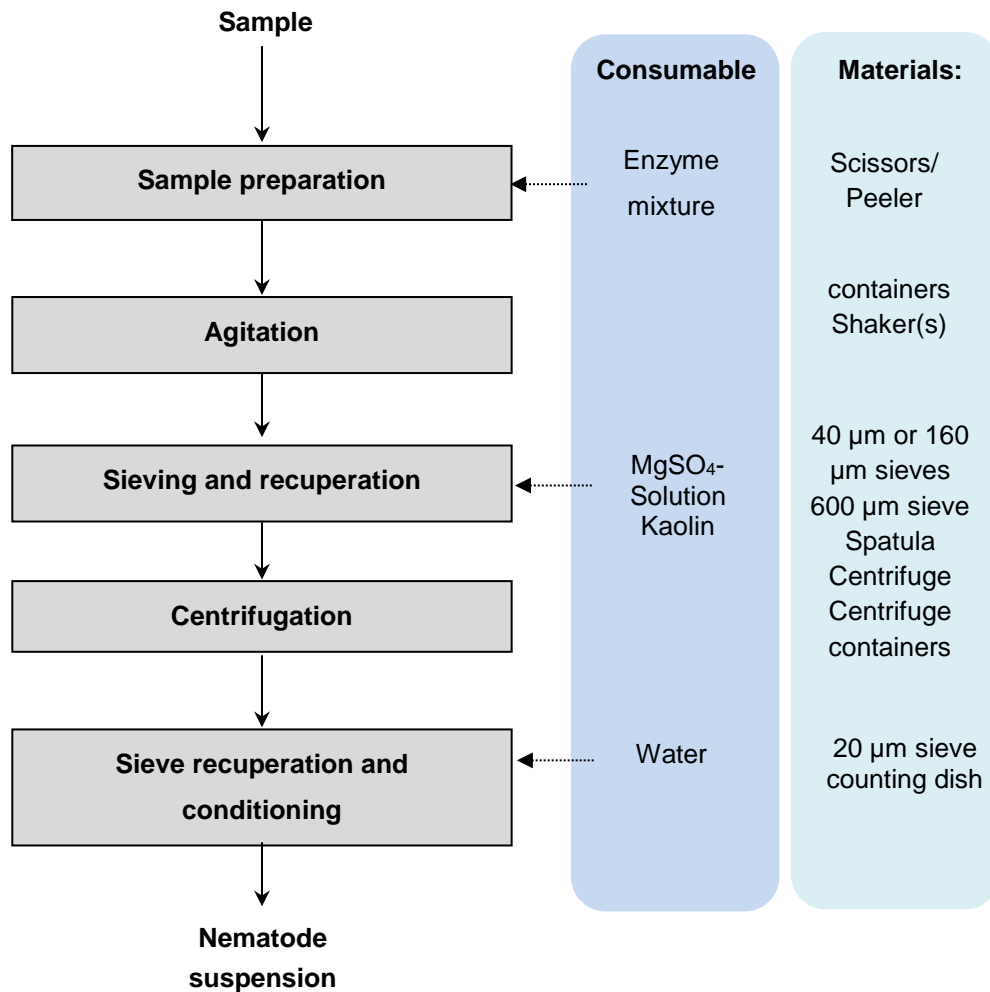 Sample
Sample preparation
Agitation
Sieving and recuperation
Centrifugation
Sieve recuperation and
conditioning
Nematode
suspension
Consumable
Enzyme
mixture
MgSO₄-
Solution
Kaolin
Water
Materials:
Scissors/
Peeler
containers
Shaker(s)
40 µm or 160
µm sieves
600 µm sieve
Spatula
Centrifuge
Centrifuge
containers
20 µm sieve
counting dish